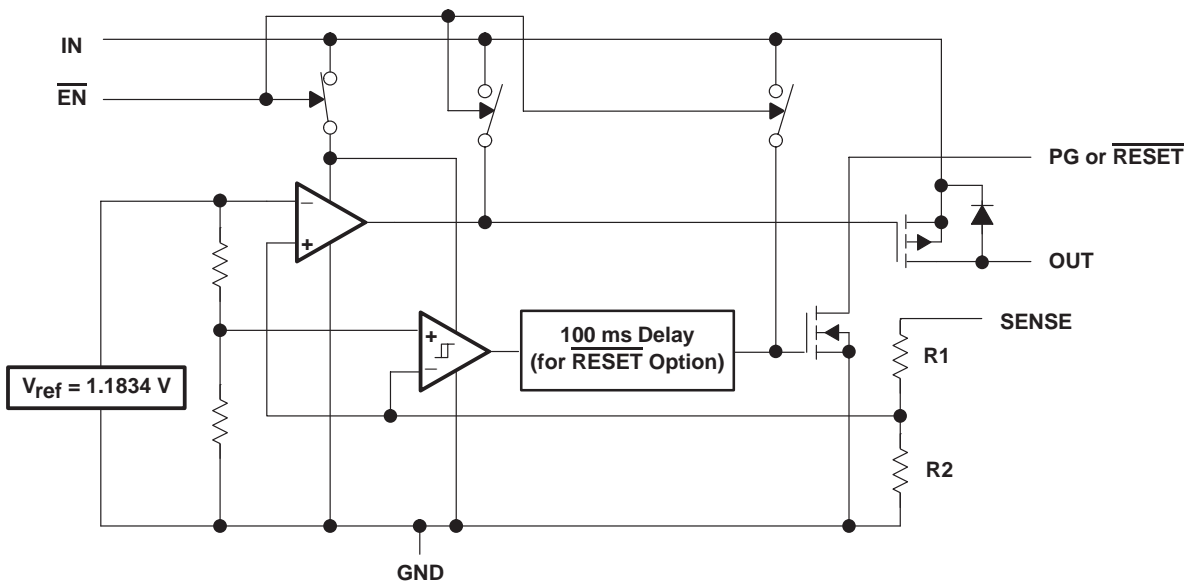 IN
EN
PG or RESET
OUT
SENSE
−
+
+
−
100 ms Delay
(for RESET Option)
R1
Vref = 1.1834 V
R2
GND